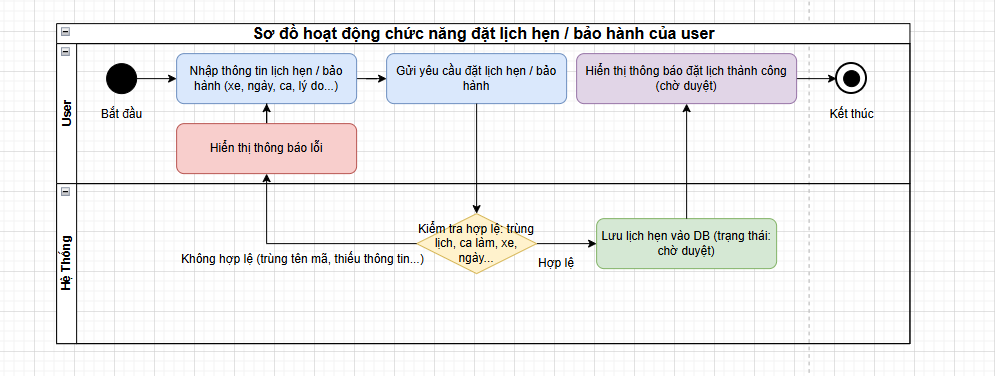 Sơ đồ hoạt động chức năng đặt lịch hẹn / bảo hành của user
User
Bắt đầu
Nhập thông tin lịch hẹn / bảo
hành (xe, ngày, ca, lý do...)
Gửi yêu cầu đặt lịch hẹn / bảo
hành
Hiển thị thông báo đặt lịch thành công
(chờ duyệt)
Kết thúc
Hiển thị thông báo lỗi
Hệ Thống
Kiểm tra hợp lệ: trùng
lịch, ca làm, xe,
ngày...
Không hợp lệ (trùng tên mã, thiếu thông tin...)
Hợp lệ
Lưu lịch hẹn vào DB (trạng thái:
chờ duyệt)